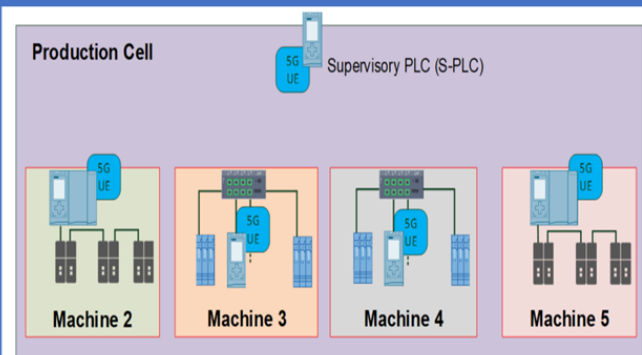 Production Cell
5G
UE
Supervisory PLC (S-PLC)
5G
UE
5G
UE
5G
UE
5G
UE
Machine 2
Machine 3
Machine 4
Machine 5